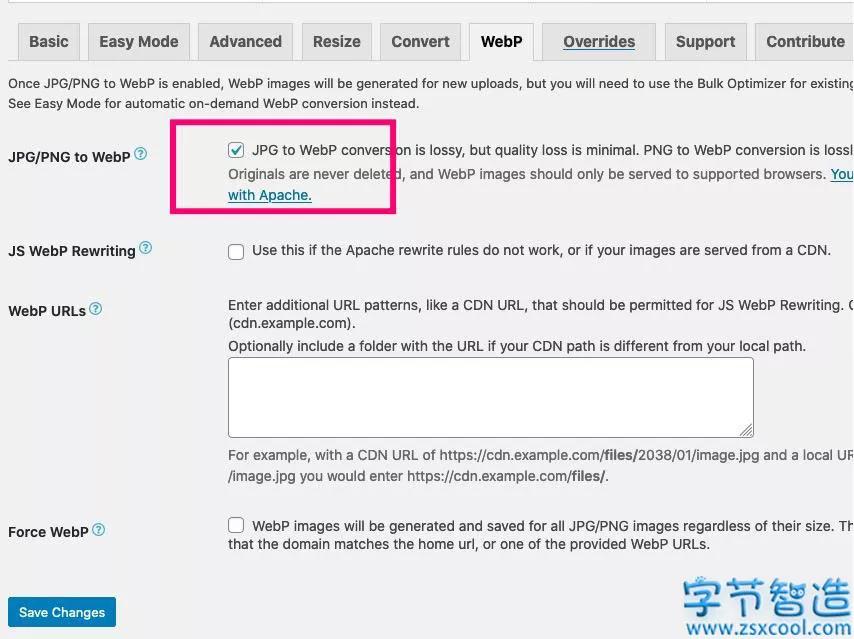 Basic Easy Mode Advanced Resize Convert WebP Overrides Support Contribute
Once JPG/PNG to WebP is enabled, WebP images will be generated for new uploads, but you will need to use the Bulk Optimizer for existing
See Easy Mode for automatic on-demand WebP conversion instead.
JPG/PNG to WebP
JPG to WebP conversion is lossy, but quality loss is minimal. PNG to WebP conversion is lossl
Originals are never deleted, and WebP images should only be served to supported browsers. You
with Apache.
JS WebP Rewriting
Use this if the Apache rewrite rules do not work, or if your images are served from a CDN.
WebP URLs
Enter additional URL patterns, like a CDN URL, that should be permitted for JS WebP Rewriting.
(cdn.example.com).
Optionally include a folder with the URL if your CDN path is different from your local path.
For example, with a CDN URL of https://cdn.example.com/files/2038/01/image.jpg and a local UR
/image.jpg you would enter https://cdn.example.com/files/.
Force WebP
WebP images will be generated and saved for all JPG/PNG images regardless of their size. Th
that the domain matches the home url, or one of the provided WebP URLs.
Save Changes
字节智造
www.zsxcool.com